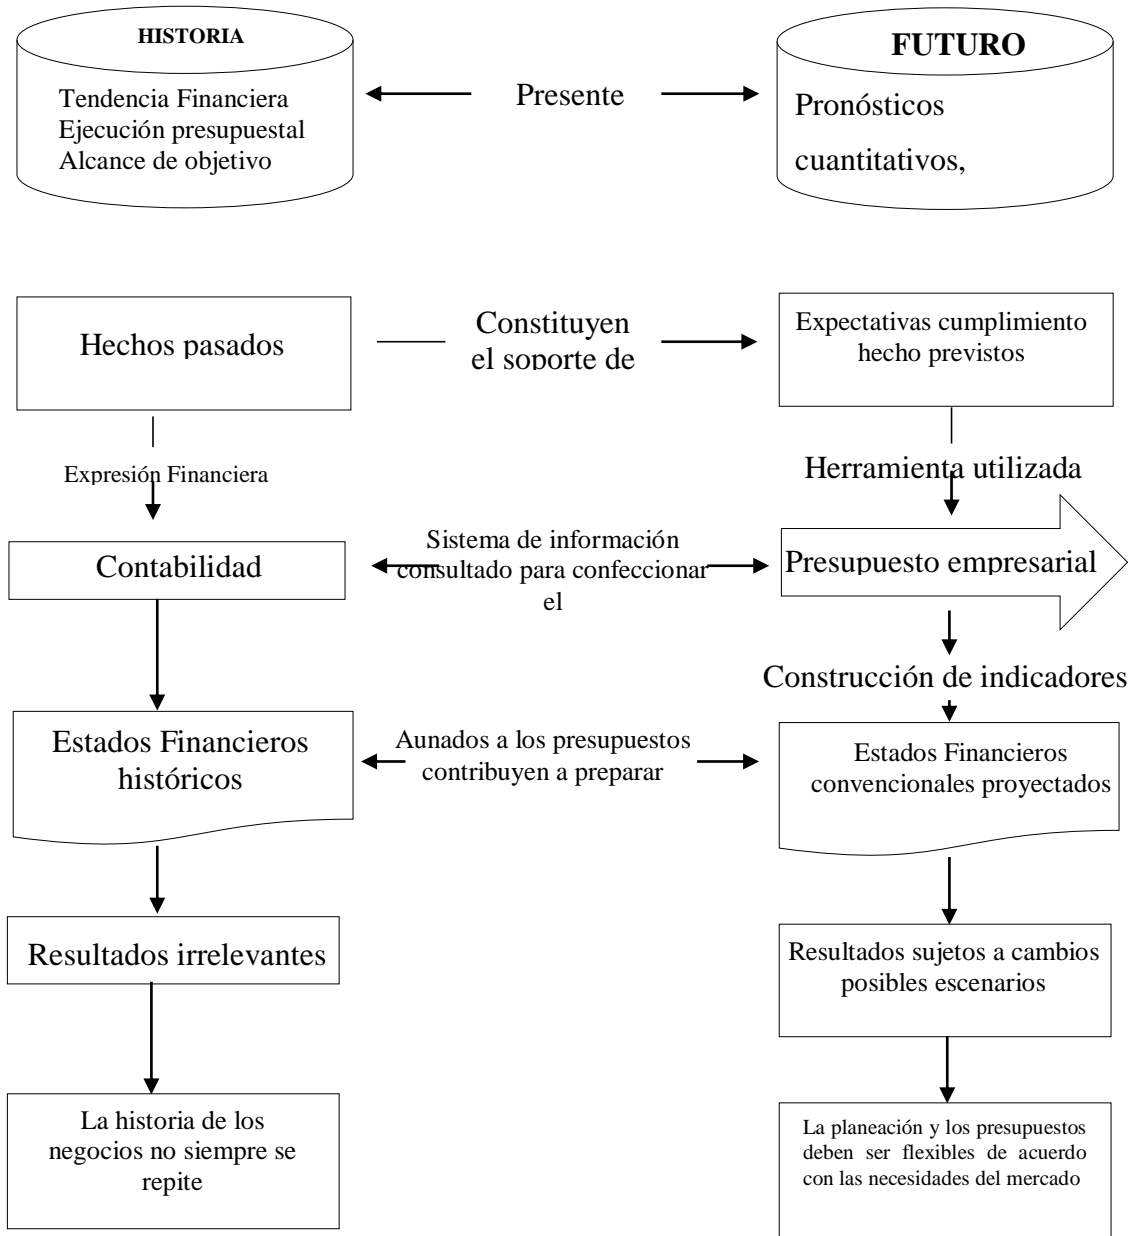 HISTORIA
Tendencia Financiera
Ejecución presupuestal
Alcance de objetivo
Presente
FUTURO
Pronósticos
cuantitativos,
Hechos pasados
Constituyen
el soporte de
Expectativas cumplimiento
hecho previstos
Expresión Financiera
Herramienta utilizada
Contabilidad
Sistema de información
consultado para confeccionar
el
Presupuesto empresarial
Construcción de indicadores
Estados Financieros
históricos
Aunados a los presupuestos
contribuyen a preparar
Estados Financieros
convencionales proyectados
Resultados irrelevantes
Resultados sujetos a cambios
posibles escenarios
La historia de los
negocios no siempre se
repite
La planeación y los presupuestos
deben ser flexibles de acuerdo
con las necesidades del mercado